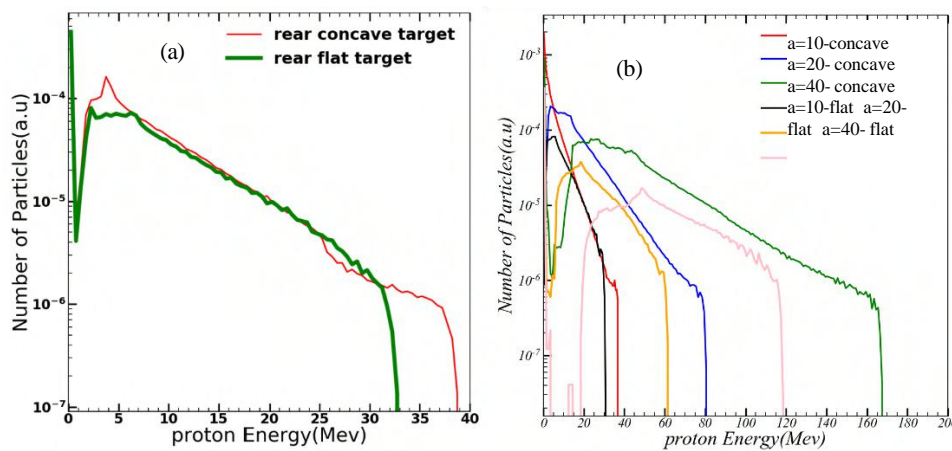 (a)
rear concave target
rear flat target
10⁻⁴
10⁻⁵
10⁻⁶
10⁻⁷
0 5 10 15 20 25 30 35 40
Number of Particles(a.u)
proton Energy(Mev)
(b)
a=10-concave
a=20- concave
a=40- concave
a=10-flat a=20-
flat a=40- flat
10⁻³
10⁻⁴
10⁻⁵
10⁻⁶
10⁻⁷
0 20 40 60 80 100 120 140 160 180 20
Number of Particles(a.u)
proton Energy(Mev)